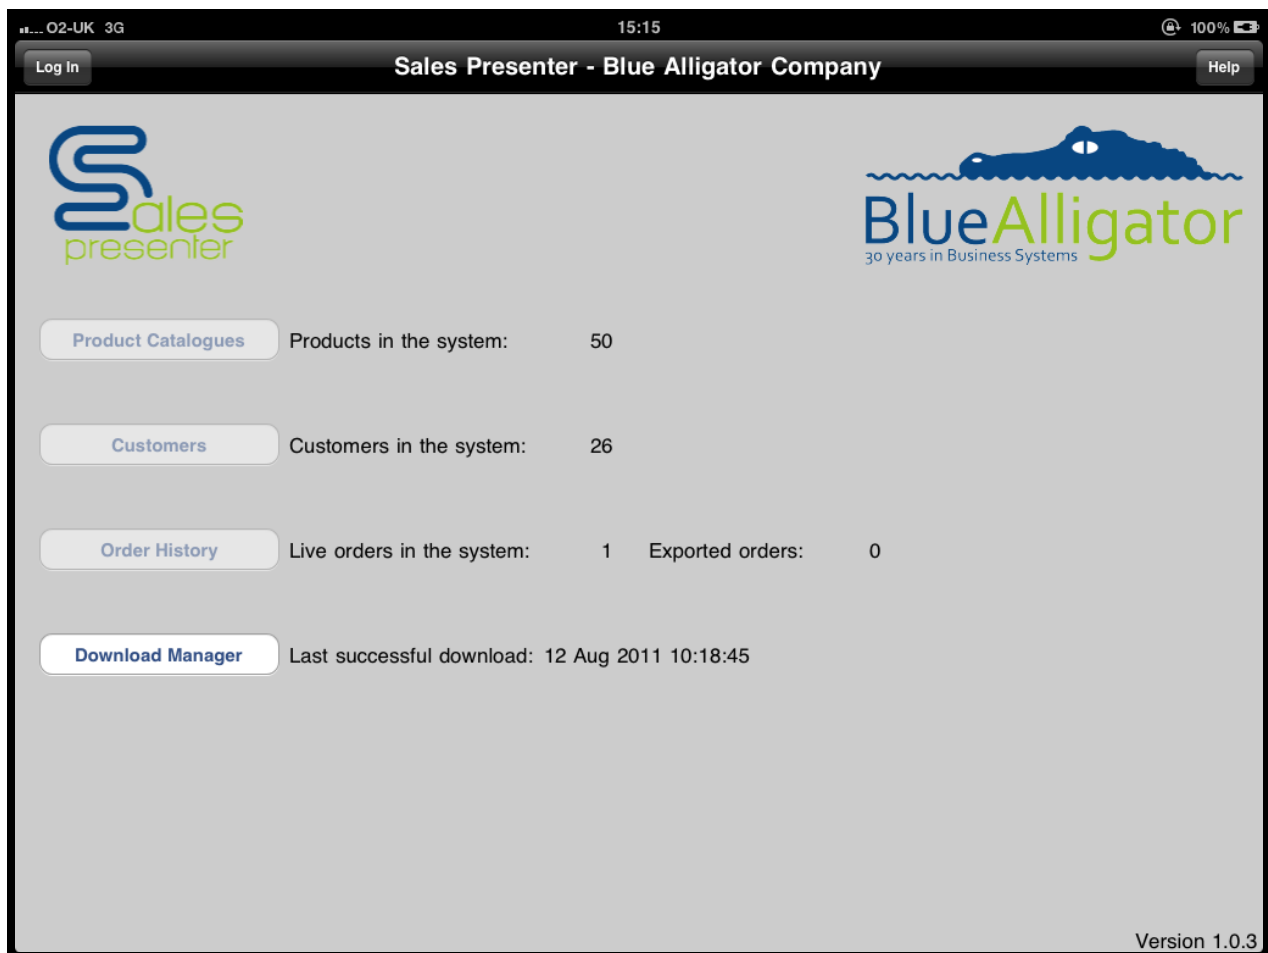 O2-UK 3G 15:15 100%
Log In Sales Presenter - Blue Alligator Company Help
Sales
presenter
BlueAlligator
30 years in Business Systems
Product Catalogues Products in the system: 50
Customers Customers in the system: 26
Order History Live orders in the system: 1 Exported orders: 0
Download Manager Last successful download: 12 Aug 2011 10:18:45
Version 1.0.3